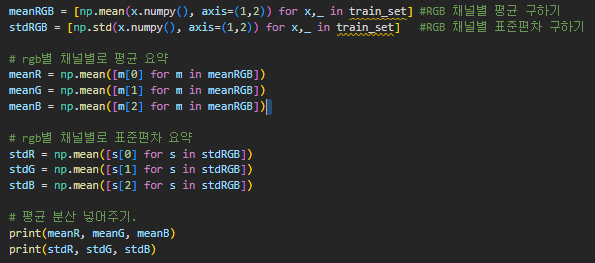 meanRGB = [np.mean(x.numpy(), axis=(1,2)) for x,_ in train_set] #RGB 채널별 평균 구하기
stdRGB = [np.std(x.numpy(), axis=(1,2)) for x,_ in train_set]   #RGB 채널별 표준편차 구하기
# rgb별 채널별로 평균 요약
meanR = np.mean([m[0] for m in meanRGB])
meanG = np.mean([m[1] for m in meanRGB])
meanB = np.mean([m[2] for m in meanRGB])
# rgb별 채널별로 표준편차 요약
stdR = np.mean([s[0] for s in stdRGB])
stdG = np.mean([s[1] for s in stdRGB])
stdB = np.mean([s[2] for s in stdRGB])
# 평균 분산 넣어주기.
print(meanR, meanG, meanB)
print(stdR, stdG, stdB)